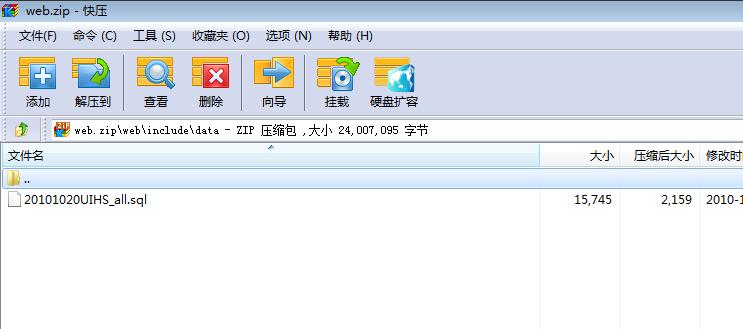 web.zip - 快压
文件(F) 命令 (C) 工具 (S) 收藏夹 (O) 选项 (N) 帮助 (H)
添加 解压到 查看 删除 向导 挂载 硬盘扩容
web.zip\web\include\data - ZIP 压缩包 ,大小 24,007,095 字节
文件名 大小 压缩后大小 修改时
..
20101020UIHS_all.sql 15,745 2,159 2010-1